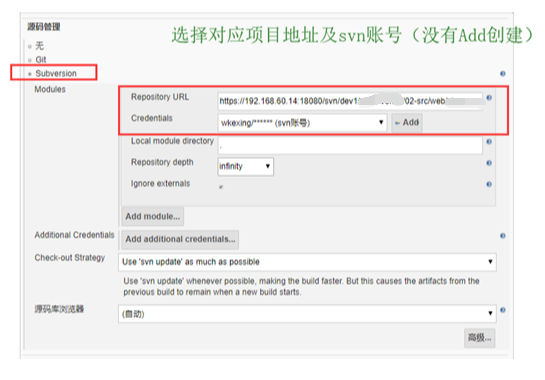 源码管理
选择对应项目地址及svn账号（没有Add创建）
无
Git
Subversion
Modules
Repository URL
https://192.168.60.14:18080/svn/dev1/ /02-src/web
Credentials
wkexing/****** (svn账号)
Add
Local module directory
.
Repository depth
infinity
Ignore externals
Add module...
Additional Credentials
Add additional credentials...
Check-out Strategy
Use 'svn update' as much as possible
Use 'svn update' whenever possible, making the build faster. But this causes the artifacts from the
previous build to remain when a new build starts.
源码库浏览器
(自动)
高级...